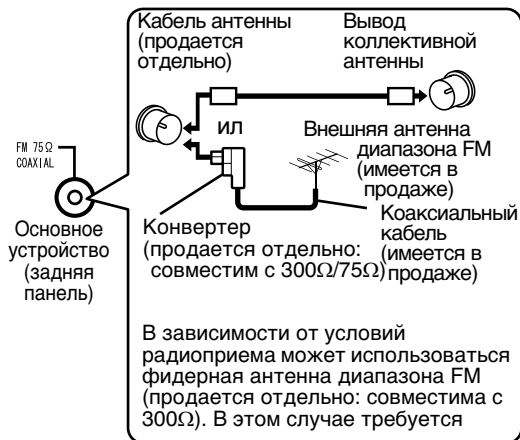 Кабель антенны
(продается
отдельно)
Вывод
коллективной
антенны
FM 75Ω
COAXIAL
ил
Внешняя антенна
диапазона FM
(имеется в
продаже)
Основное
устройство
(задняя
панель)
Конвертер
(продается отдельно:
совместим с 300Ω/75Ω)
Коаксиальный
кабель
(имеется в
продаже)
В зависимости от условий
радиоприема может использоваться
фидерная антенна диапазона FM
(продается отдельно: совместима с
300Ω). В этом случае требуется